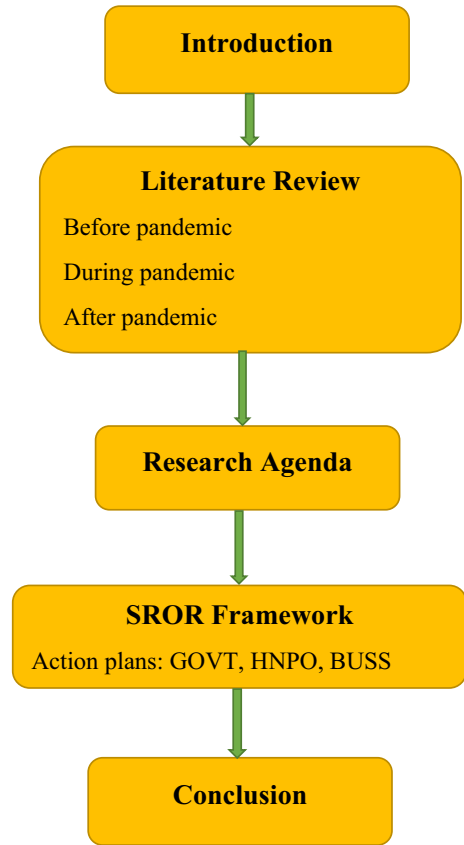 Introduction
Literature Review
Before pandemic
During pandemic
After pandemic
Research Agenda
SROR Framework
Action plans: GOVT, HNPO, BUSS
Conclusion